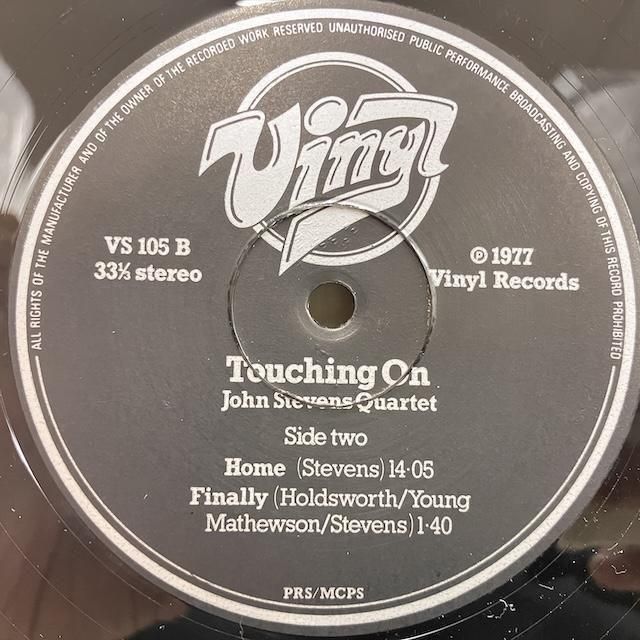 ALL RIGHTS OF THE MANUFACTURER AND OF THE OWNER OF THE RECORDED WORK RESERVED UNAUTHORISED PUBLIC PERFORMANCE BROADCASTING AND COPYING OF THIS RECORD PROHIBITED
Vinyl
VS 105 B
33⅓ stereo
℗ 1977
Vinyl Records
Touching On
John Stevens Quartet
Side two
Home (Stevens) 14·05
Finally (Holdsworth/Young
Mathewson/Stevens) 1·40
PRS/MCPS